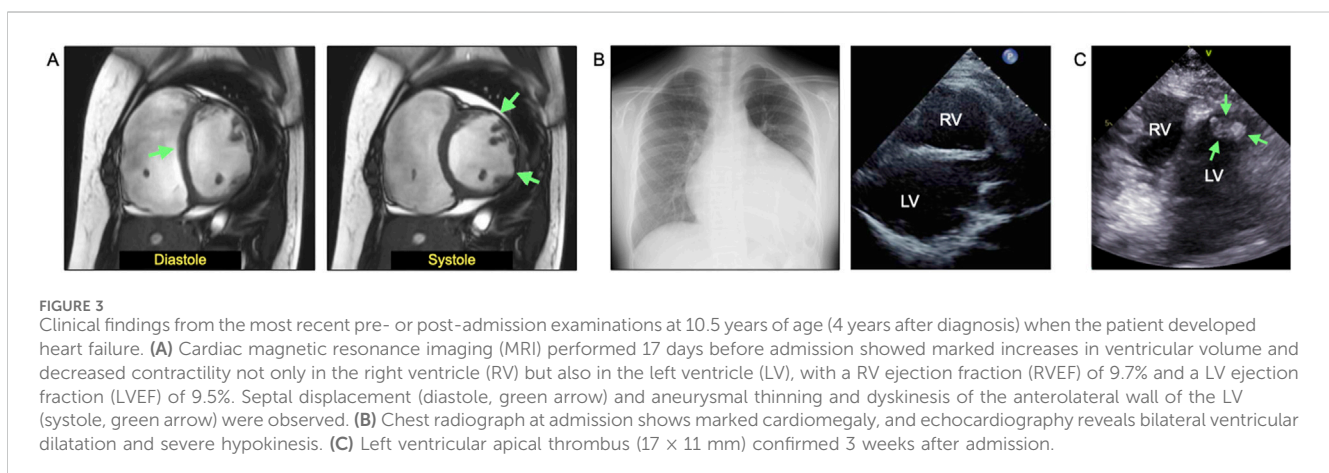 A
B
C
RV
RV
LV
LV
Diastole
Systole
V
FIGURE 3
Clinical findings from the most recent pre- or post-admission examinations at 10.5 years of age (4 years after diagnosis) when the patient developed
heart failure. (A) Cardiac magnetic resonance imaging (MRI) performed 17 days before admission showed marked increases in ventricular volume and
decreased contractility not only in the right ventricle (RV) but also in the left ventricle (LV), with a RV ejection fraction (RVEF) of 9.7% and a LV ejection
fraction (LVEF) of 9.5%. Septal displacement (diastole, green arrow) and aneurysmal thinning and dyskinesis of the anterolateral wall of the LV
(systole, green arrow) were observed. (B) Chest radiograph at admission shows marked cardiomegaly, and echocardiography reveals bilateral ventricular
dilatation and severe hypokinesis. (C) Left ventricular apical thrombus (17 × 11 mm) confirmed 3 weeks after admission.